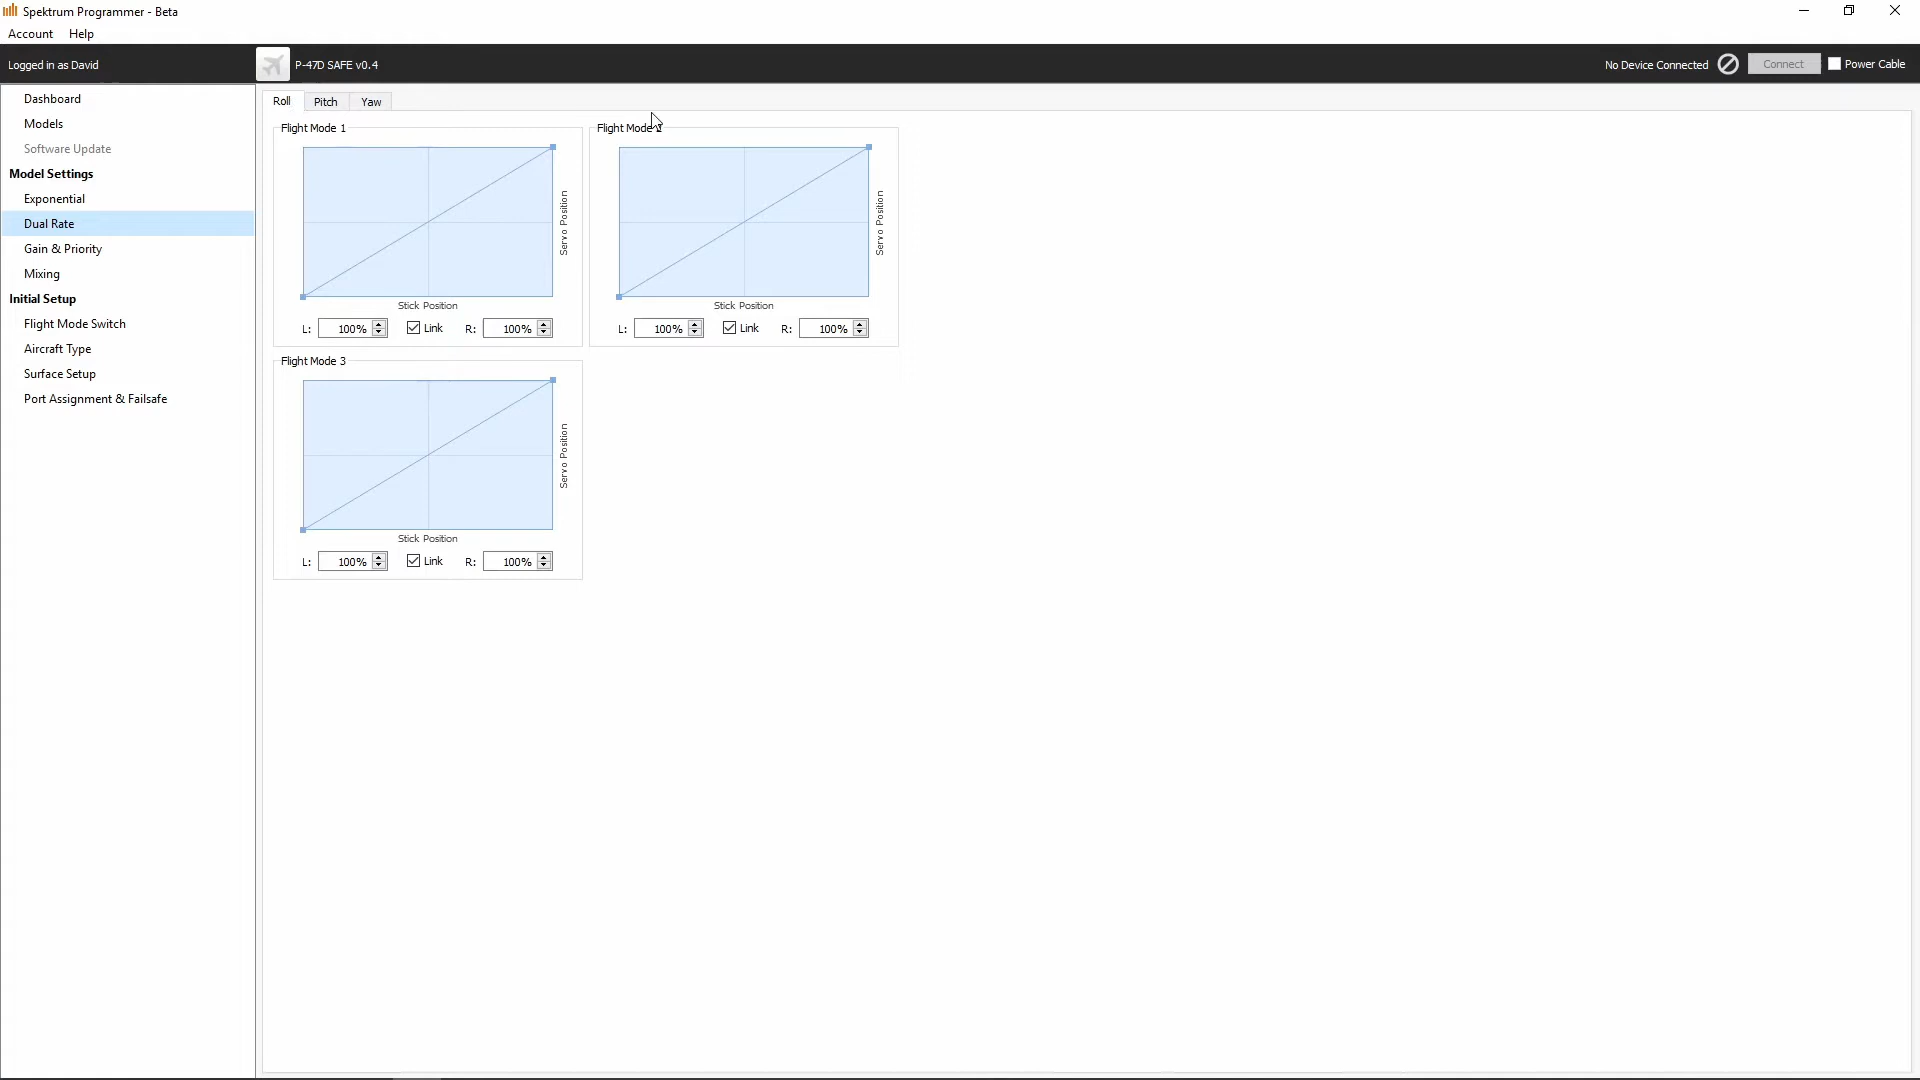 Spektrum Programmer - Beta
Account Help
Logged in as David
P-47D SAFE v0.4
No Device Connected
Connect
Power Cable
Dashboard
Models
Software Update
Model Settings
Exponential
Dual Rate
Gain & Priority
Mixing
Initial Setup
Flight Mode Switch
Aircraft Type
Surface Setup
Port Assignment & Failsafe
Roll Pitch Yaw
Flight Mode 1
Servo Position
Stick Position
L: 100% Link R: 100%
Flight Mode 2
Servo Position
Stick Position
L: 100% Link R: 100%
Flight Mode 3
Servo Position
Stick Position
L: 100% Link R: 100%